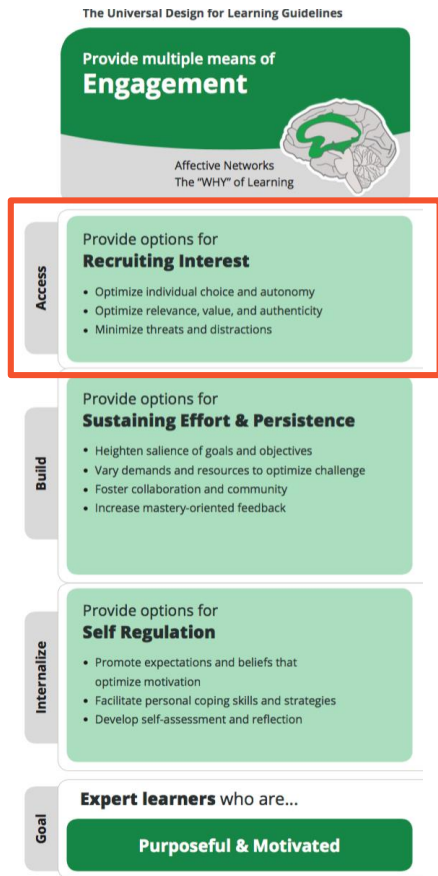 The Universal Design for Learning Guidelines
Provide multiple means of
Engagement
Affective Networks
The “WHY” of Learning
Access
Provide options for
Recruiting Interest
• Optimize individual choice and autonomy
• Optimize relevance, value, and authenticity
• Minimize threats and distractions
Build
Provide options for
Sustaining Effort & Persistence
• Heighten salience of goals and objectives
• Vary demands and resources to optimize challenge
• Foster collaboration and community
• Increase mastery-oriented feedback
Internalize
Provide options for
Self Regulation
• Promote expectations and beliefs that
optimize motivation
• Facilitate personal coping skills and strategies
• Develop self-assessment and reflection
Goal
Expert learners who are...
Purposeful & Motivated